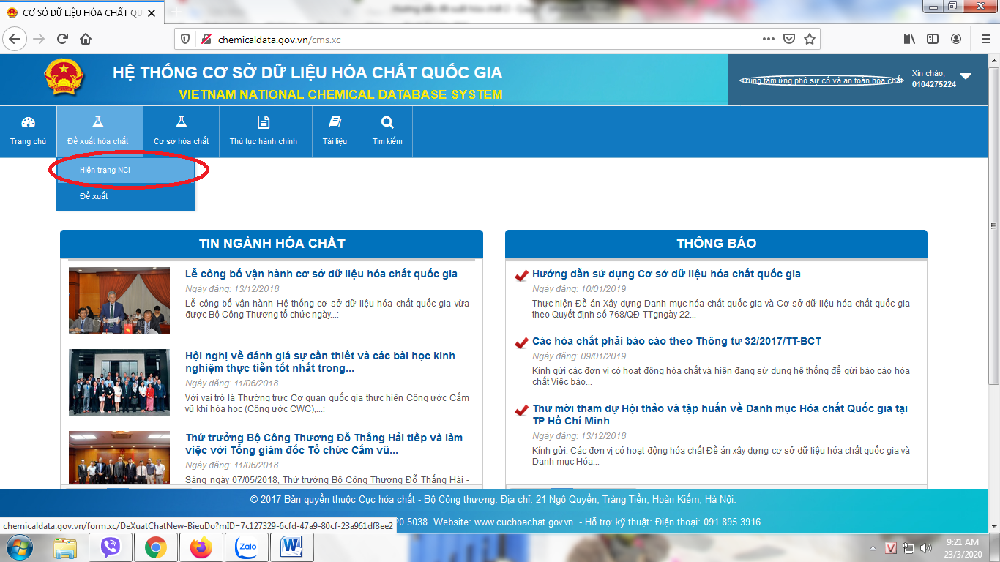 CƠ SỞ DỮ LIỆU HÓA CHẤT QU
chemicaldata.gov.vn/cms.xc
HỆ THỐNG CƠ SỞ DỮ LIỆU HÓA CHẤT QUỐC GIA
VIETNAM NATIONAL CHEMICAL DATABASE SYSTEM
Trung tâm ứng phó sự cố và an toàn hóa chất
Xin chào,
0104275224
Trang chủ
Đề xuất hóa chất
Cơ sở hóa chất
Thủ tục hành chính
Tài liệu
Tìm kiếm
Hiện trạng NCI
Đề xuất
TIN NGÀNH HÓA CHẤT
Lễ công bố vận hành cơ sở dữ liệu hóa chất quốc gia
Ngày đăng: 13/12/2018
Lễ công bố vận hành Hệ thống cơ sở dữ liệu hóa chất quốc gia vừa
được Bộ Công Thương tổ chức ngày...:
Hội nghị về đánh giá sự cần thiết và các bài học kinh
nghiệm thực tiễn tốt nhất trong...
Ngày đăng: 11/06/2018
Với vai trò là Thường trực Cơ quan quốc gia thực hiện Công ước Cấm
vũ khí hóa học (Công ước CWC),...:
Thứ trưởng Bộ Công Thương Đỗ Thắng Hải tiếp và làm
việc với Tổng giám đốc Tổ chức Cấm vũ...
Ngày đăng: 11/06/2018
Sáng ngày 07/05/2018, Thứ trưởng Bộ Công Thương Đỗ Thắng Hải -
THÔNG BÁO
Hướng dẫn sử dụng Cơ sở dữ liệu hóa chất quốc gia
Ngày đăng: 10/01/2019
Thực hiện Đề án Xây dựng Danh mục hóa chất quốc gia và Cơ sở dữ liệu hóa chất quốc gia
theo Quyết định số 768/QĐ-TTgngày 22...
Các hóa chất phải báo cáo theo Thông tư 32/2017/TT-BCT
Ngày đăng: 09/01/2019
Kính gửi các đơn vị có hoạt động hóa chất và hiện đang sử dụng hệ thống để gửi báo cáo hóa
chất Việc báo...
Thư mời tham dự Hội thảo và tập huấn về Danh mục Hóa chất Quốc gia tại
TP Hồ Chí Minh
Ngày đăng: 13/12/2018
Kính gửi: Các đơn vị có hoạt động hóa chất Đề án xây dựng cơ sở dữ liệu hóa chất quốc gia và
Danh mục Hóa...
© 2017 Bản quyền thuộc Cục hóa chất - Bộ Công thương. Địa chỉ: 21 Ngô Quyền, Tràng Tiền, Hoàn Kiếm, Hà Nội.
20 5038. Website: www.cuchoachat.gov.vn. - Hỗ trợ kỹ thuật: Điện thoại: 091 895 3916.
chemicaldata.gov.vn/form.xc/DeXuatChatNew-BieuDo?mID=7c127329-6cfd-47a9-80cf-23a961df8ee2
Zalo
9:21 AM
23/3/2020